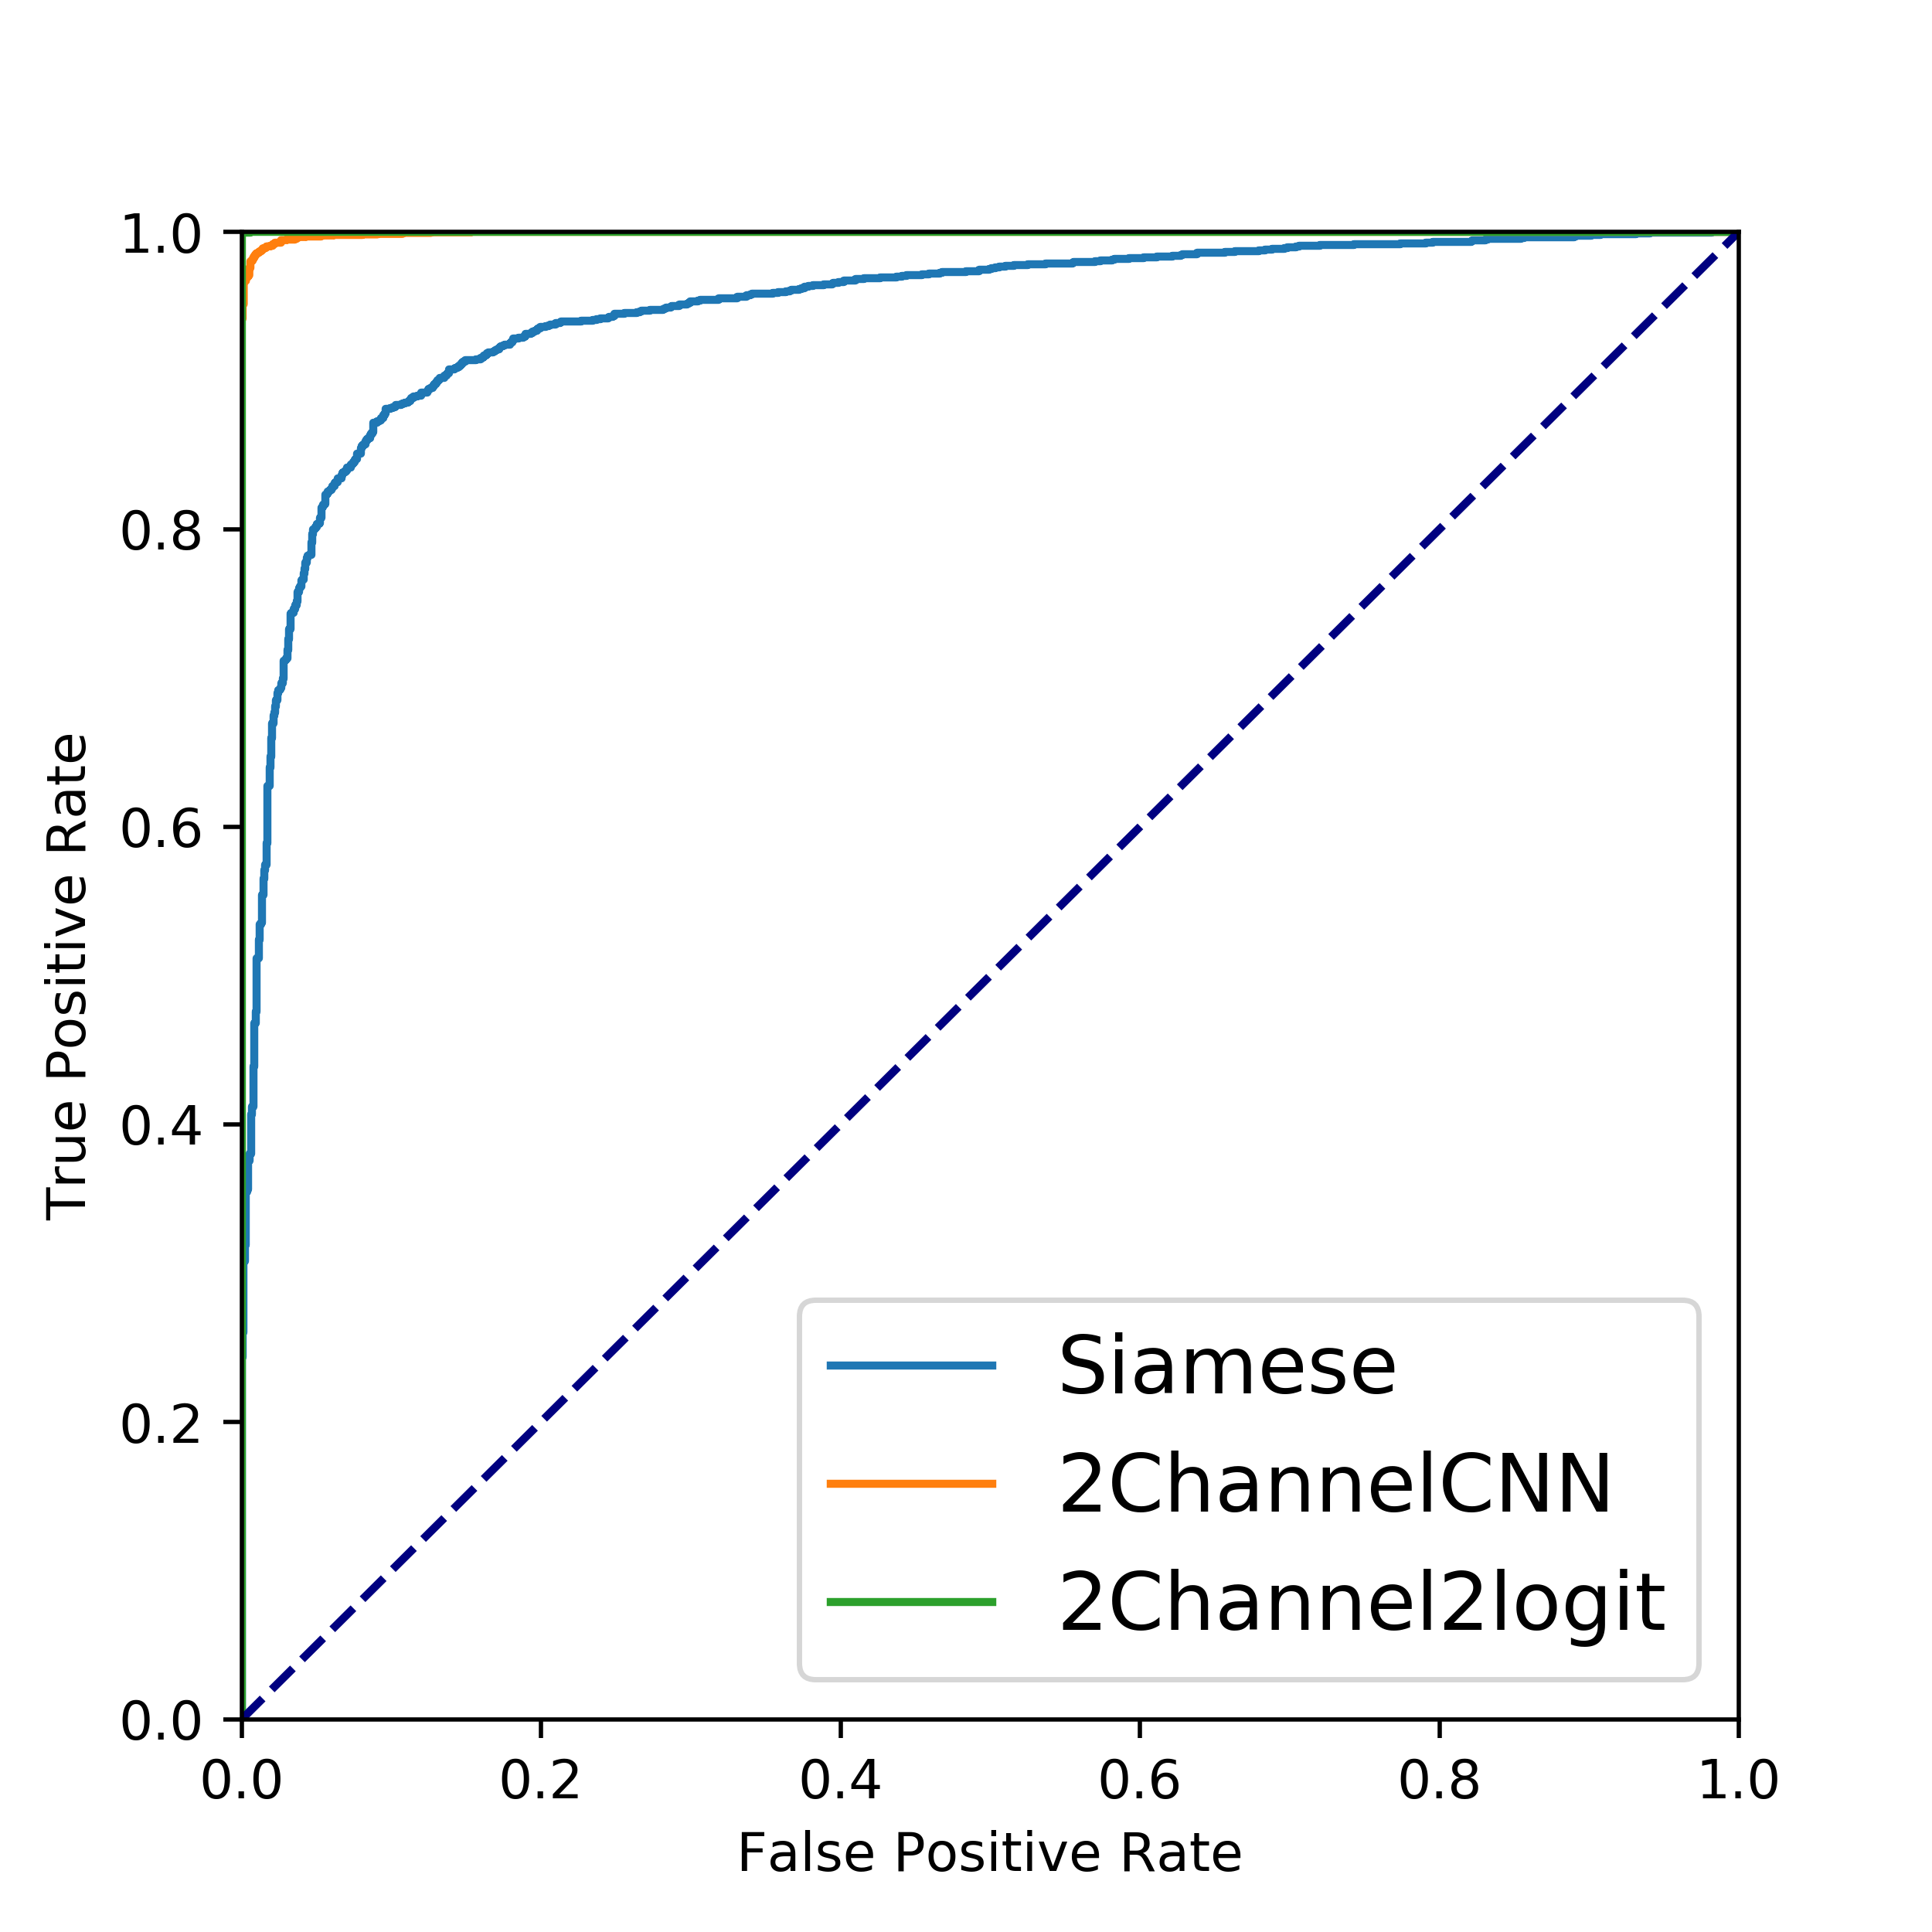 1.0
0.8
0.6
0.4
0.2
0.0
True Positive Rate
Siamese
2ChannelCNN
2Channel2logit
0.0 0.2 0.4 0.6 0.8 1.0
False Positive Rate